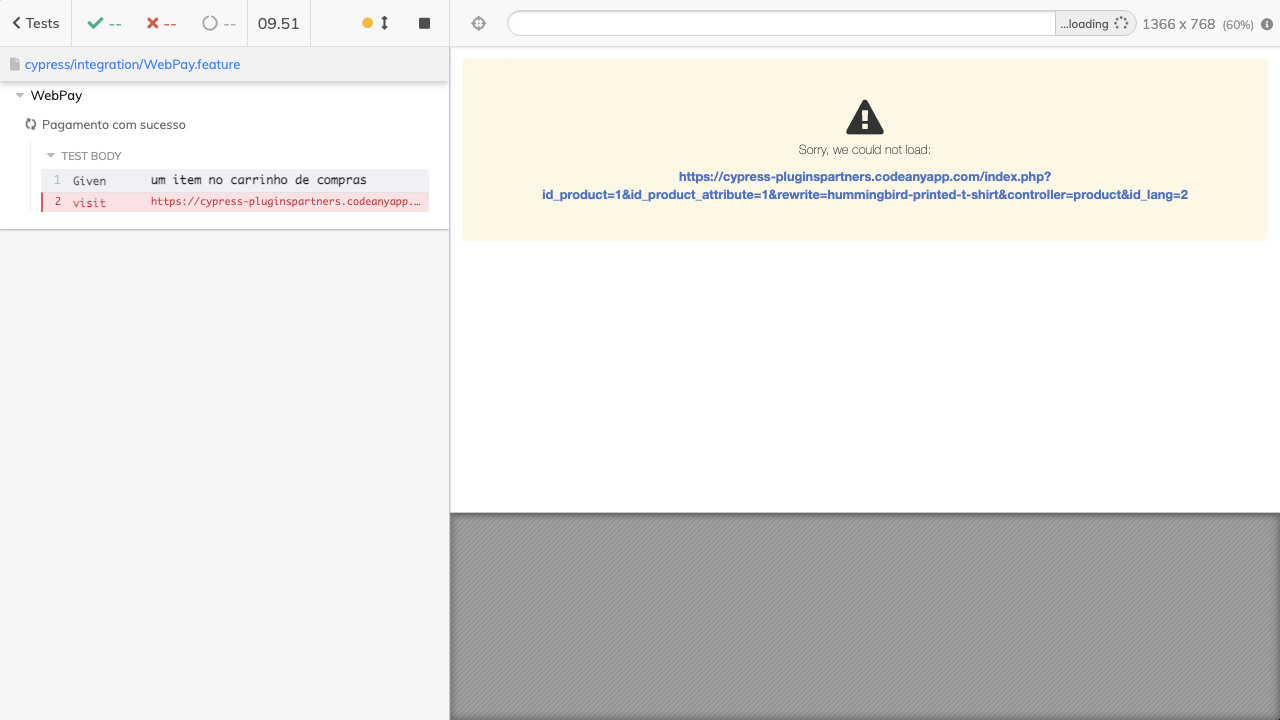 Tests -- -- -- 09.51
...loading 1366 x 768 (60%)
cypress/integration/WebPay.feature
WebPay
Pagamento com sucesso
TEST BODY
1 Given um item no carrinho de compras
2 visit https://cypress-pluginspartners.codeanyapp.…
Sorry, we could not load:
https://cypress-pluginspartners.codeanyapp.com/index.php?
id_product=1&id_product_attribute=1&rewrite=hummingbird-printed-t-shirt&controller=product&id_lang=2